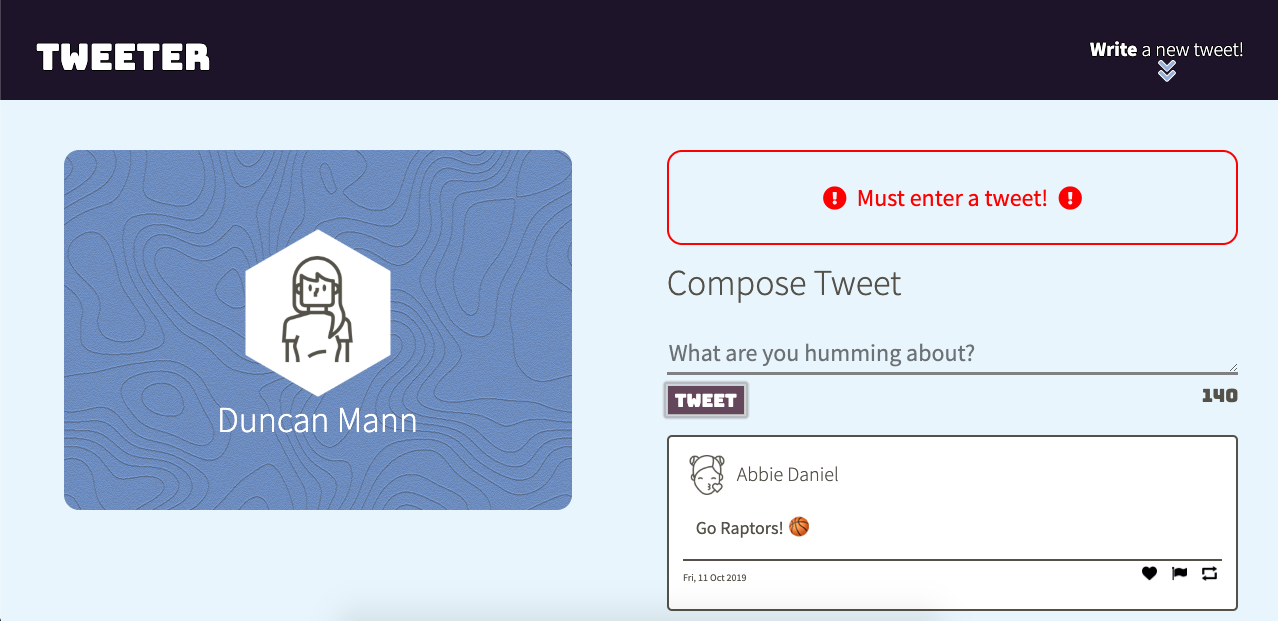 TWEETER
Write a new tweet!
Duncan Mann
Must enter a tweet!
Compose Tweet
What are you humming about?
TWEET
140
Abbie Daniel
Go Raptors! 🏀
Fri, 11 Oct 2019